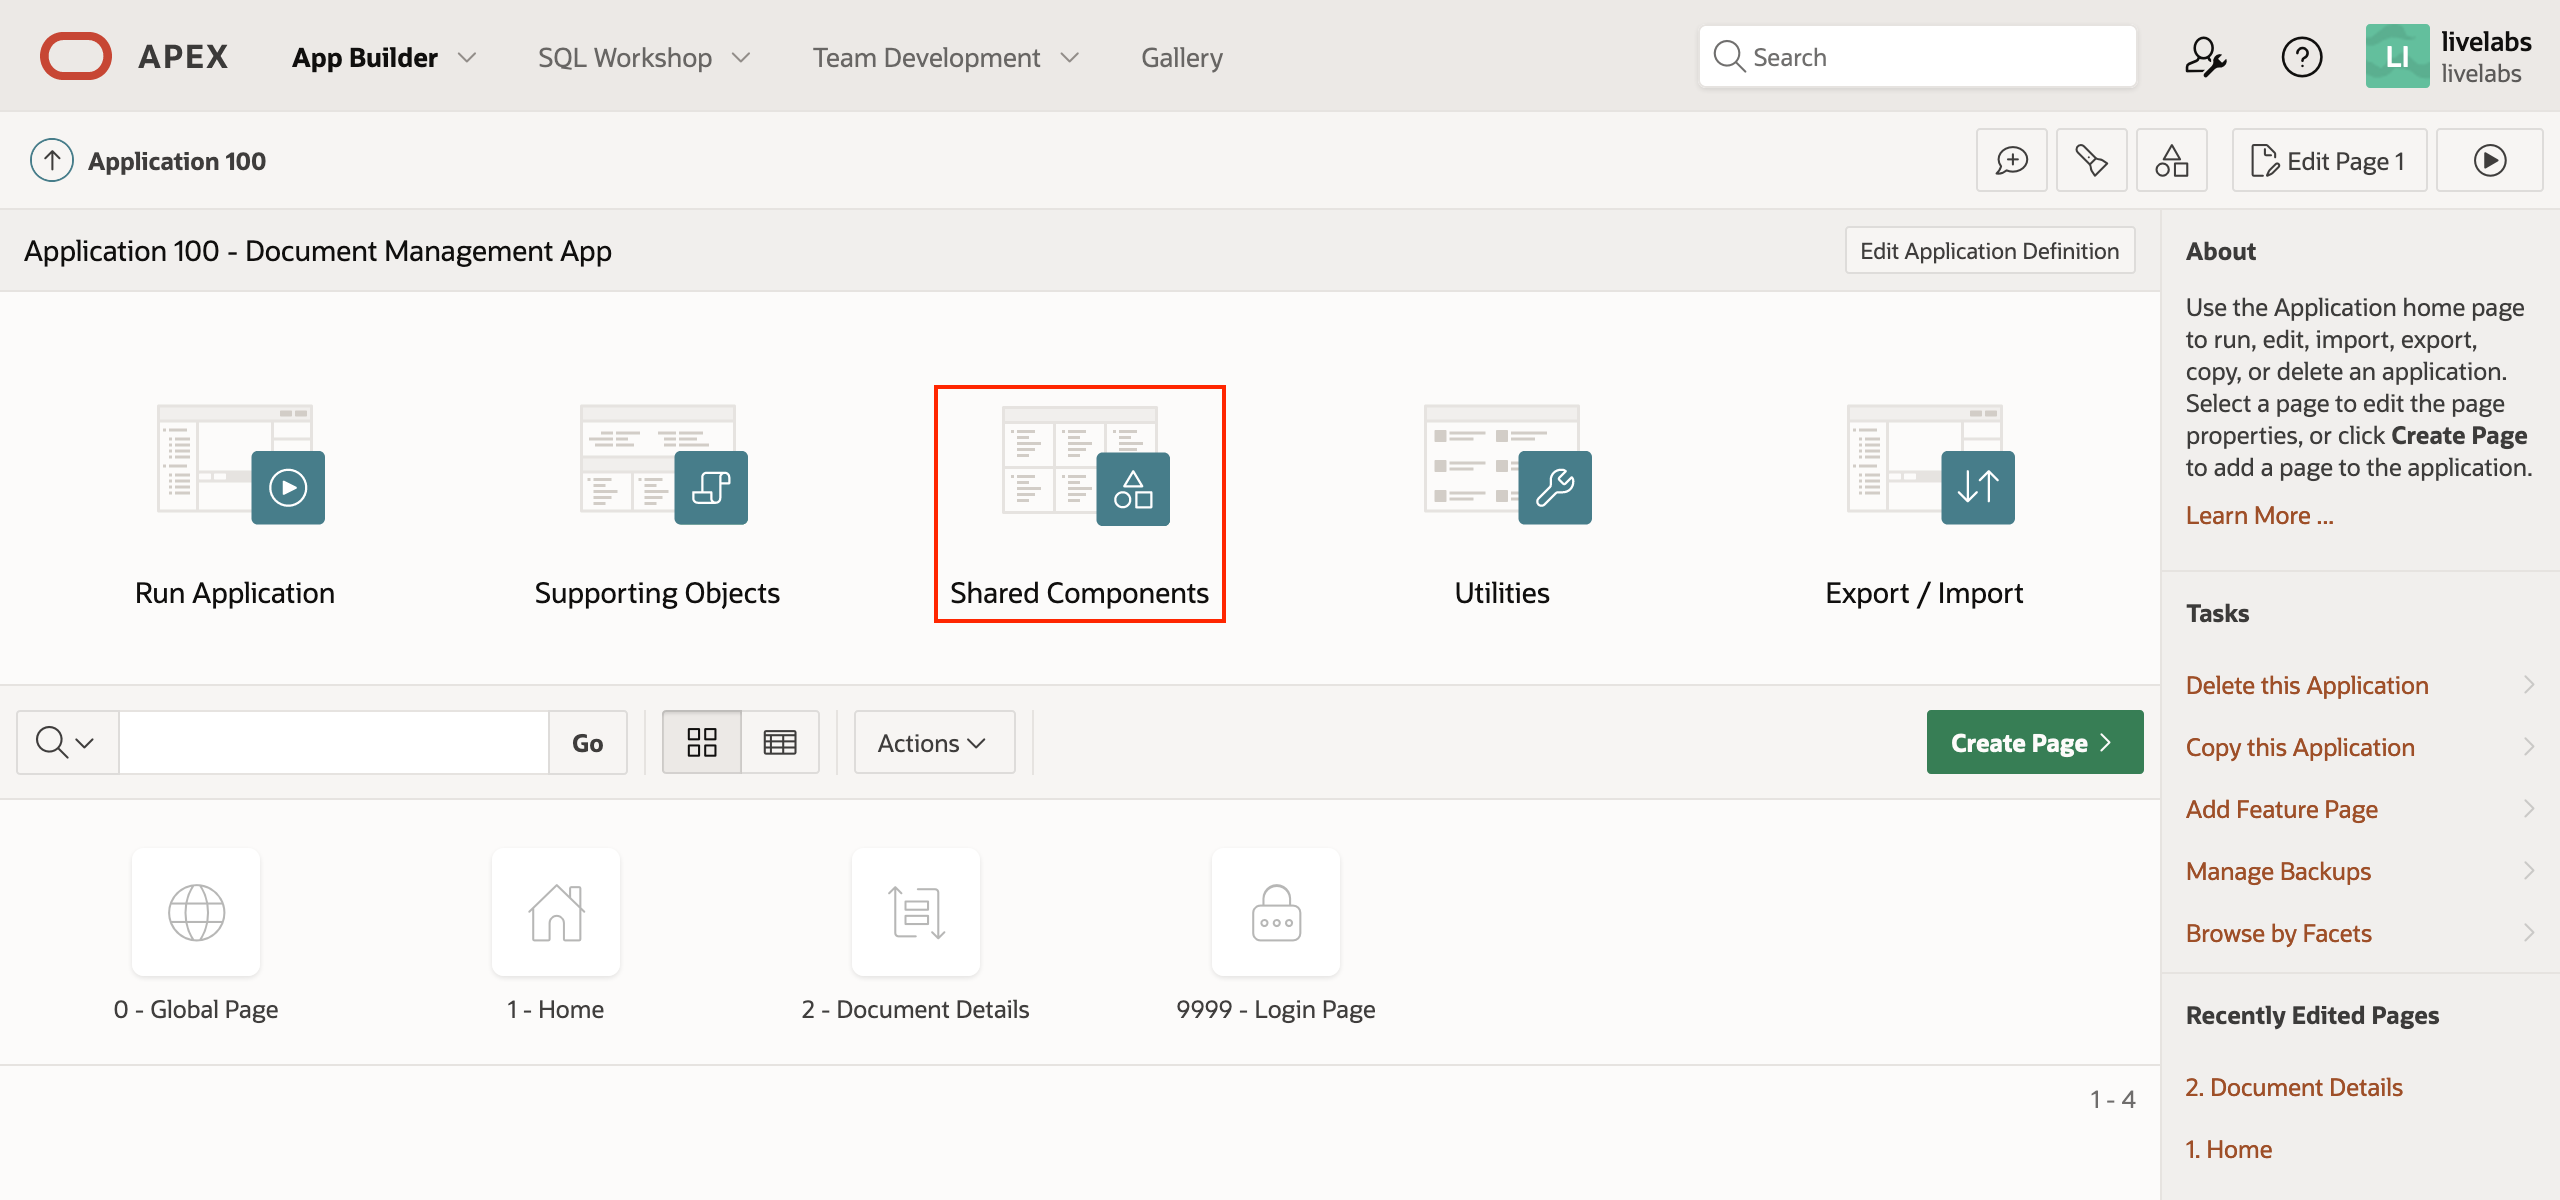 APEX
App Builder
SQL Workshop
Team Development
Gallery
Search
LI
livelabs
livelabs
Application 100
Edit Page 1
Application 100 - Document Management App
Edit Application Definition
Run Application
Supporting Objects
Shared Components
Utilities
Export / Import
Go
Actions
Create Page
0 - Global Page
1 - Home
2 - Document Details
9999 - Login Page
1 - 4
About
Use the Application home page
to run, edit, import, export,
copy, or delete an application.
Select a page to edit the page
properties, or click Create Page
to add a page to the application.
Learn More ...
Tasks
Delete this Application
Copy this Application
Add Feature Page
Manage Backups
Browse by Facets
Recently Edited Pages
2. Document Details
1. Home